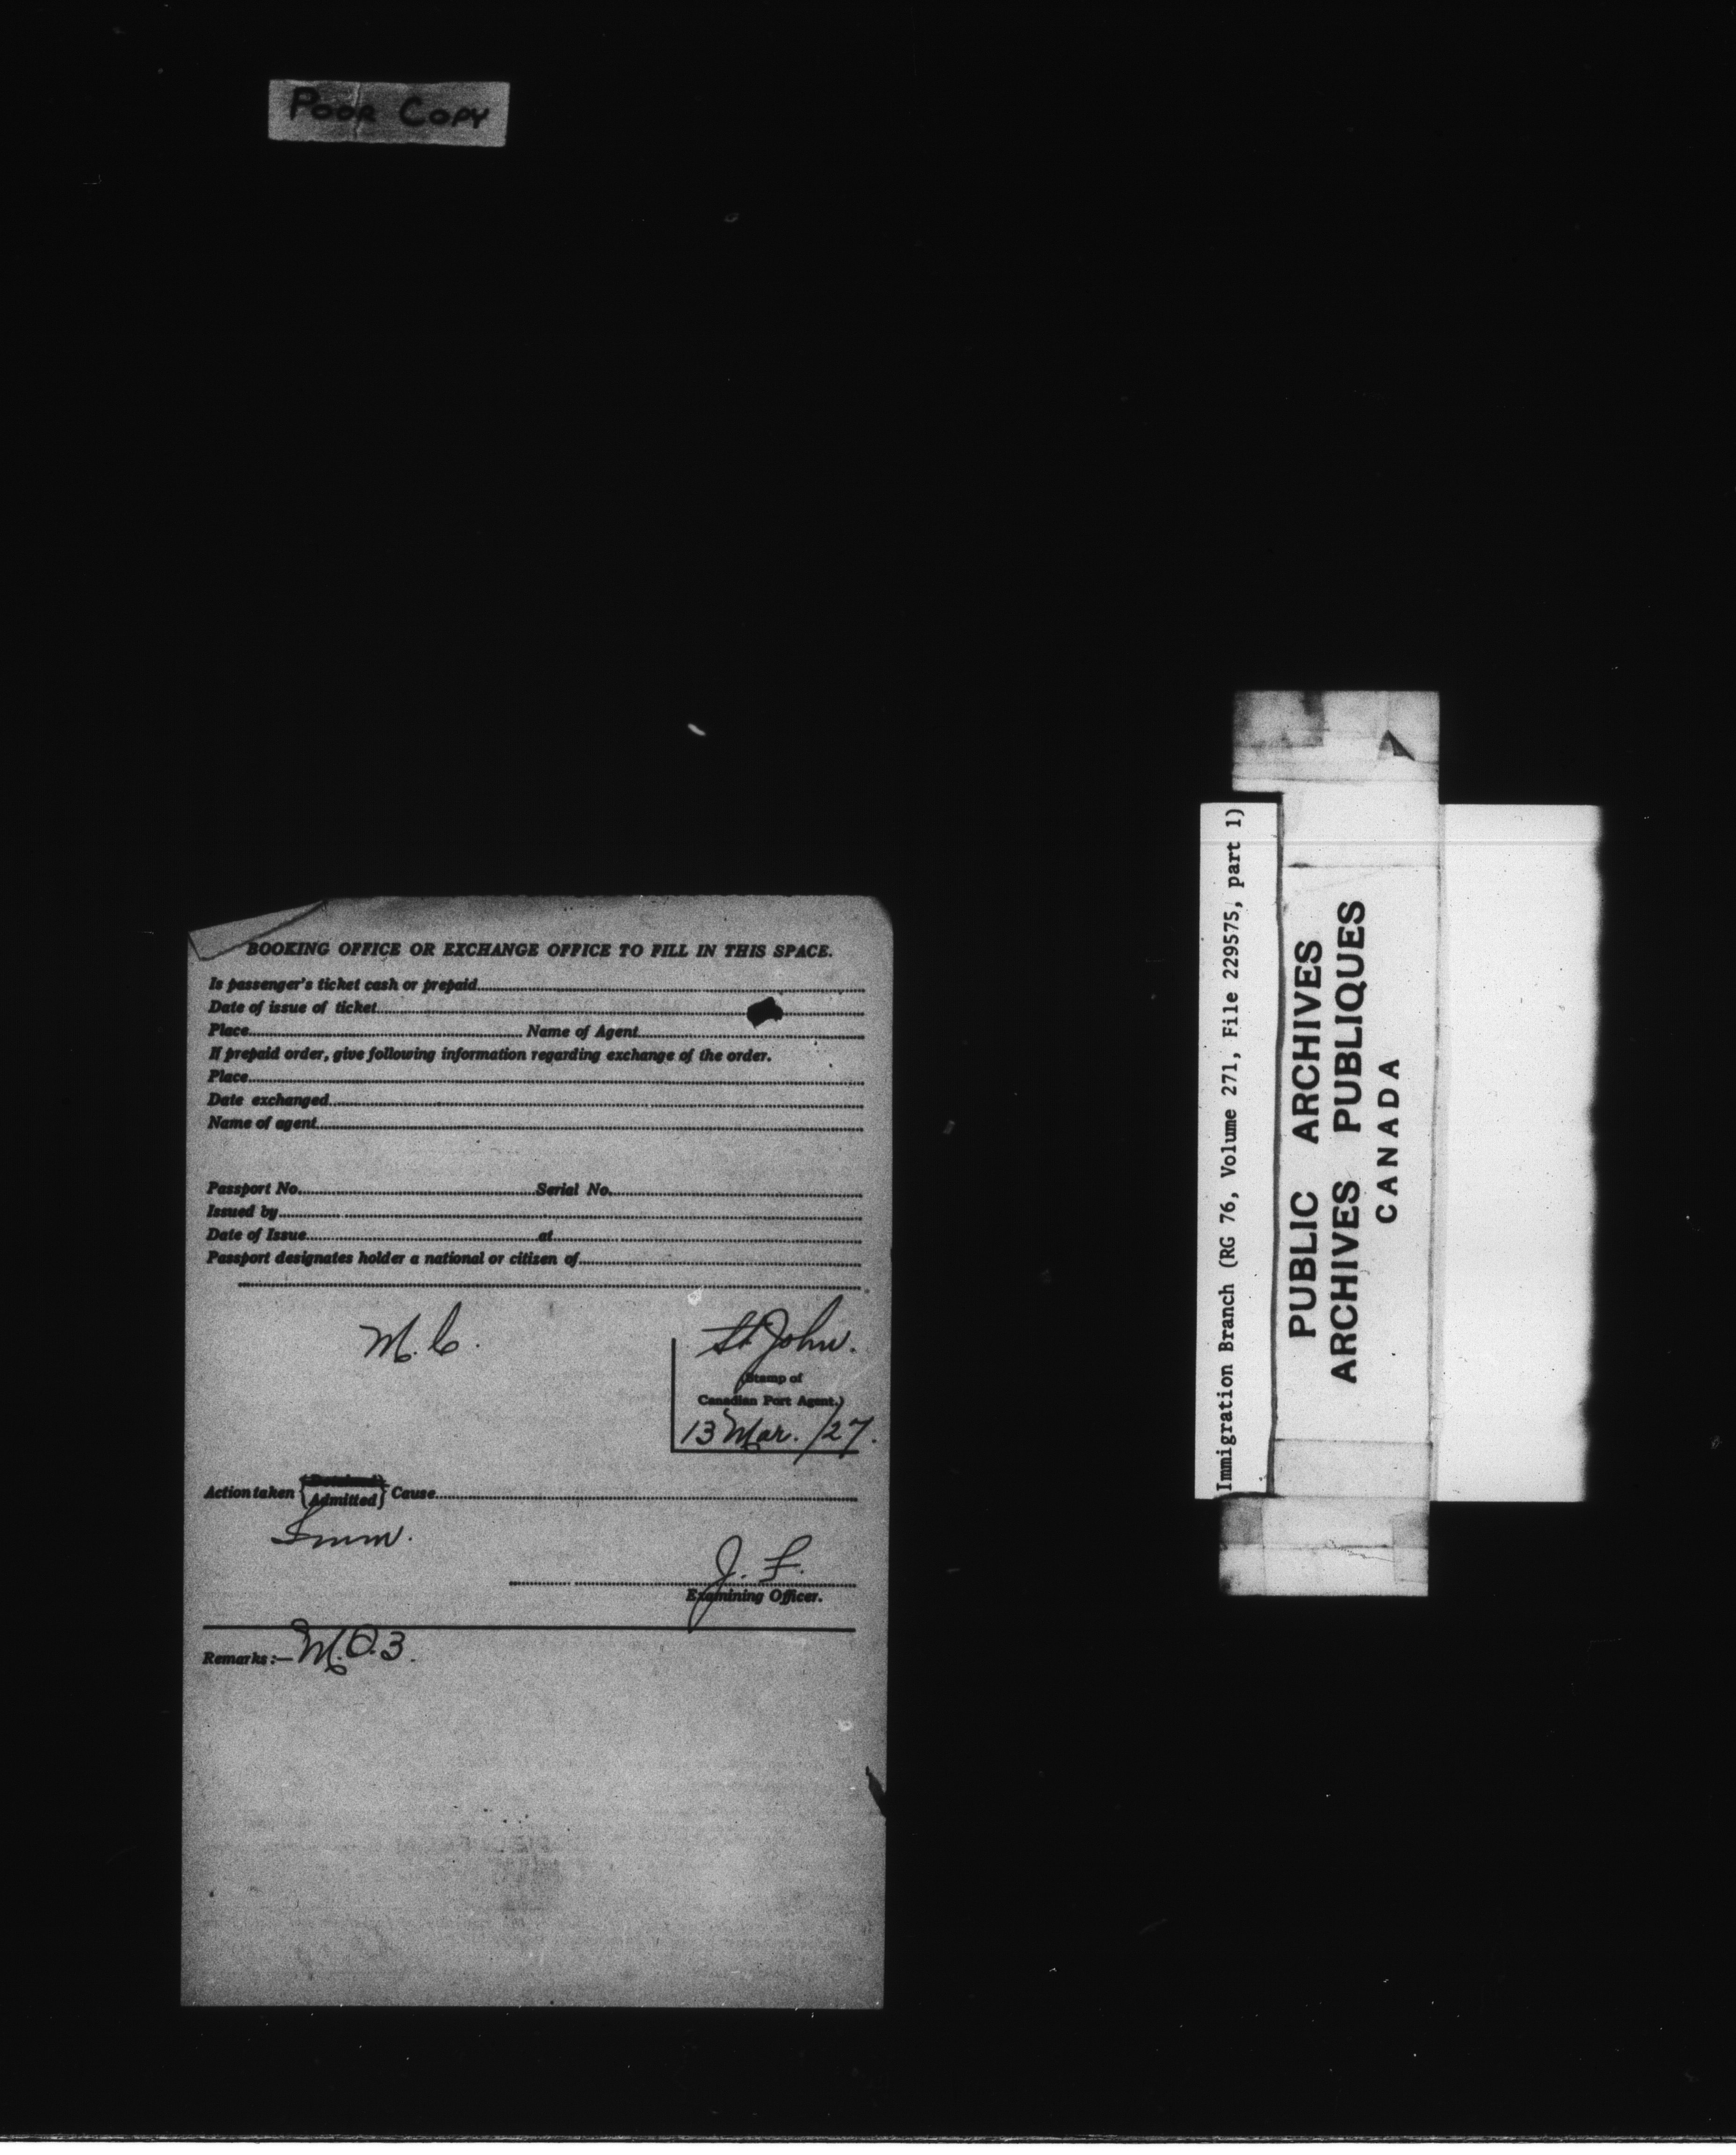 POOR COPY
BOOKING OFFICE OR EXCHANGE OFFICE TO FILL IN THIS SPACE.
Is passenger's ticket cash or prepaid
Date of issue of ticket
Place Name of Agent
If prepaid order, give following information regarding exchange of the order.
Place
Date exchanged
Name of agent
Passport No. Serial No.
Issued by
Date of Issue at
Passport designates holder a national or citizen of
M.C.
St. John.
(Stamp of
Canadian Port Agent.)
13 Mar. /27.
Action taken { Admitted } Cause
Imm.
J. F.
Examining Officer.
Remarks:— M.O.3.
Immigration Branch (RG 76, Volume 271, File 229575, part 1)
PUBLIC ARCHIVES
ARCHIVES PUBLIQUES
CANADA